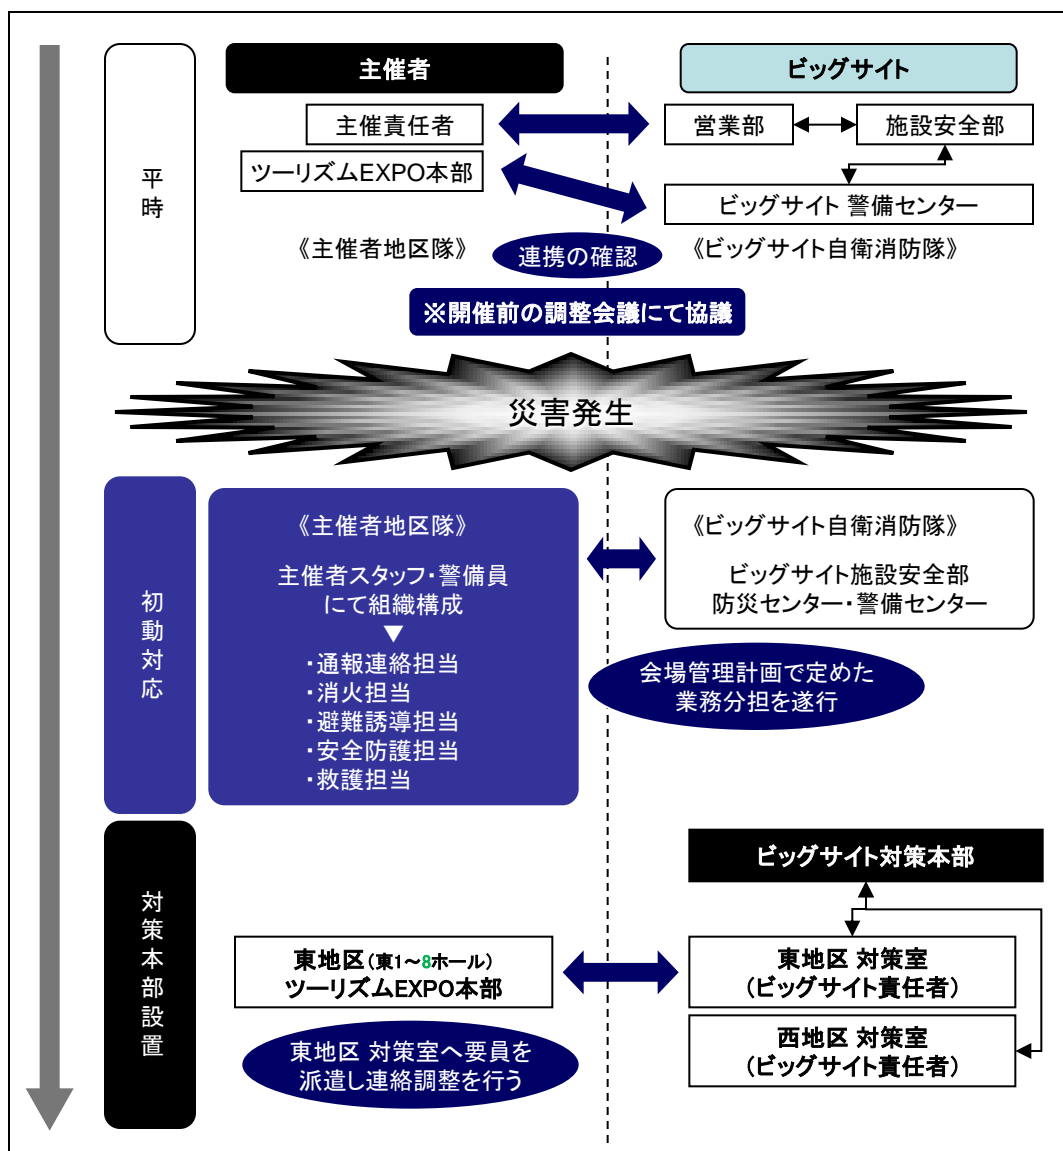 主催者
ビッグサイト
平時
主催責任者
営業部
施設安全部
ツーリズムEXPO本部
ビッグサイト 警備センター
《主催者地区隊》
連携の確認
《ビッグサイト自衛消防隊》
※開催前の調整会議にて協議
災害発生
初動対応
《主催者地区隊》
主催者スタッフ・警備員
にて組織構成
▼
・通報連絡担当
・消火担当
・避難誘導担当
・安全防護担当
・救護担当
《ビッグサイト自衛消防隊》
ビッグサイト施設安全部
防災センター・警備センター
会場管理計画で定めた
業務分担を遂行
対策本部設置
ビッグサイト対策本部
東地区(東1～8ホール)
ツーリズムEXPO本部
東地区 対策室
(ビッグサイト責任者)
西地区 対策室
(ビッグサイト責任者)
東地区 対策室へ要員を
派遣し連絡調整を行う